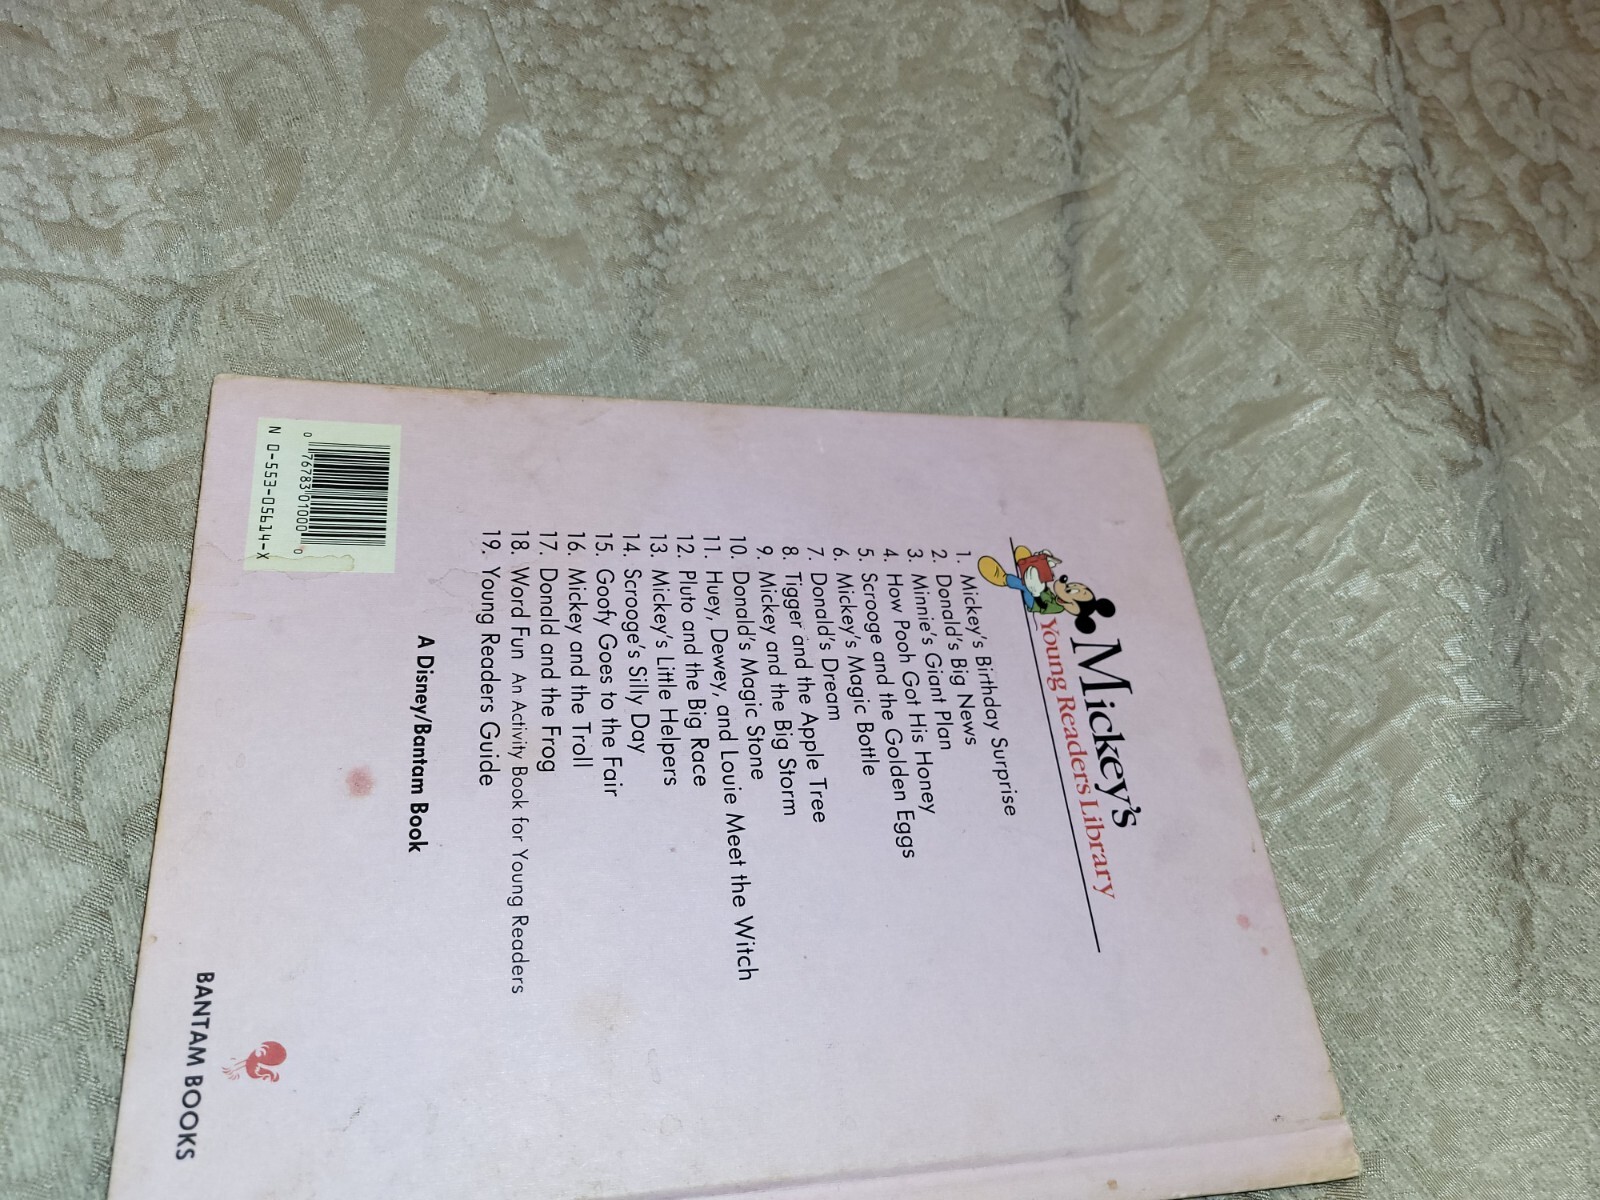 Mickey's
Young Readers Library
1. Mickey's Birthday Surprise
2. Donald's Big News
3. Minnie's Giant Plan
4. How Pooh Got His Honey
5. Scrooge and the Golden Eggs
6. Mickey's Magic Bottle
7. Donald's Dream
8. Tigger and the Apple Tree
9. Mickey and the Big Storm
10. Donald's Magic Stone
11. Huey, Dewey, and Louie Meet the Witch
12. Pluto and the Big Race
13. Mickey's Little Helpers
14. Scrooge's Silly Day
15. Goofy Goes to the Fair
16. Mickey and the Troll
17. Donald and the Frog
18. Word Fun An Activity Book for Young Readers
19. Young Readers Guide
A Disney/Bantam Book
0 76783 01000 0
N 0-553-05614-X
BANTAM BOOKS